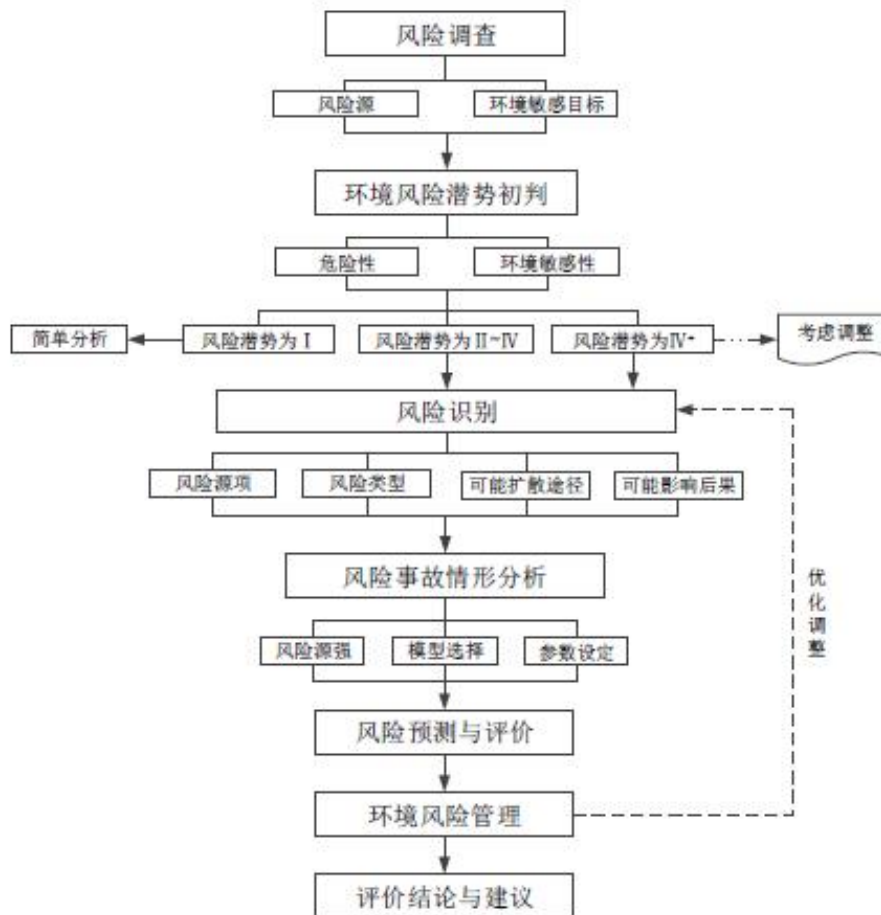 风险调查
风险源
环境敏感目标
环境风险潜势初判
危险性
环境敏感性
简单分析
风险潜势为Ⅰ
风险潜势为Ⅱ~Ⅳ
风险潜势为Ⅳ+
考虑调整
风险识别
风险源项
风险类型
可能扩散途径
可能影响后果
风险事故情形分析
优化调整
风险源强
模型选择
参数设定
风险预测与评价
环境风险管理
评价结论与建议